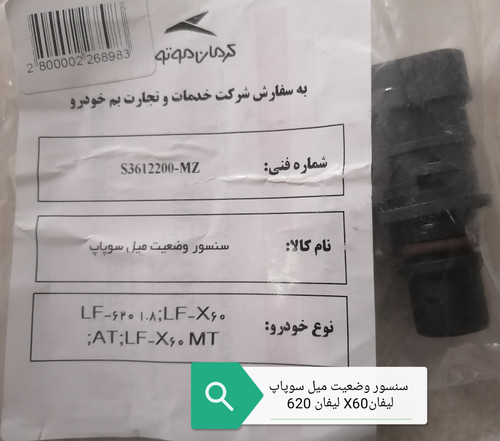 2 800002 268983
کرمان موتور
به سفارش شرکت خدمات و تجارت بم خودرو
شماره فنی: S3612200-MZ
نام کالا: سنسور وضعیت میل سوپاپ
نوع خودرو: LF-۶۲۰ ۱.۸;LF-X۶۰
;AT;LF-X۶۰ MT
سنسور وضعیت میل سوپاپ
لیفانX60 لیفان 620